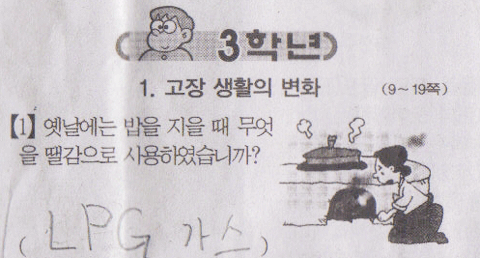 3학년
1. 고장 생활의 변화 (9~19쪽)
【1】 옛날에는 밥을 지을 때 무엇
을 땔감으로 사용하였습니까?
( LPG 가스 )